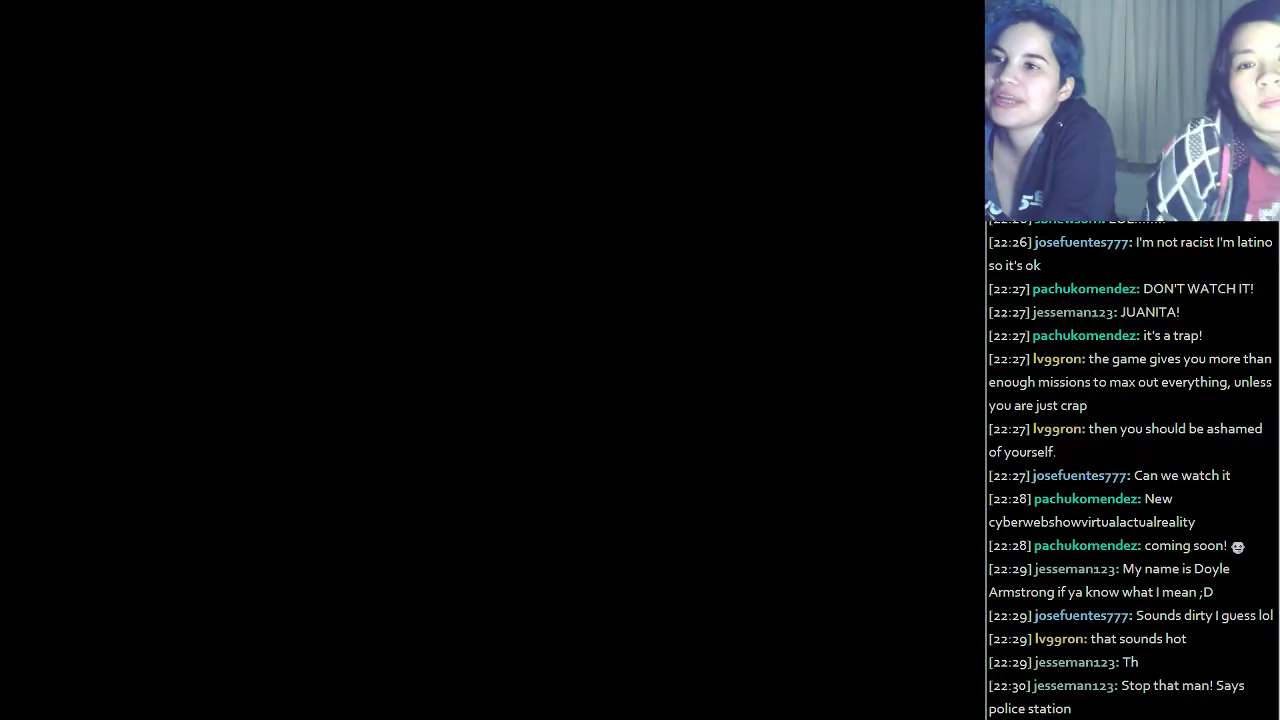 [22:26] josefuentes777: I'm not racist I'm latino
so it's ok
[22:27] pachukomendez: DON'T WATCH IT!
[22:27] jesseman123: JUANITA!
[22:27] pachukomendez: it's a trap!
[22:27] lv99ron: the game gives you more than
enough missions to max out everything, unless
you are just crap
[22:27] lv99ron: then you should be ashamed
of yourself.
[22:27] josefuentes777: Can we watch it
[22:28] pachukomendez: New
cyberwebshowvirtualactualreality
[22:28] pachukomendez: coming soon!
[22:29] jesseman123: My name is Doyle
Armstrong if ya know what I mean ;D
[22:29] josefuentes777: Sounds dirty I guess lol
[22:29] lv99ron: that sounds hot
[22:29] jesseman123: Th
[22:30] jesseman123: Stop that man! Says
police station